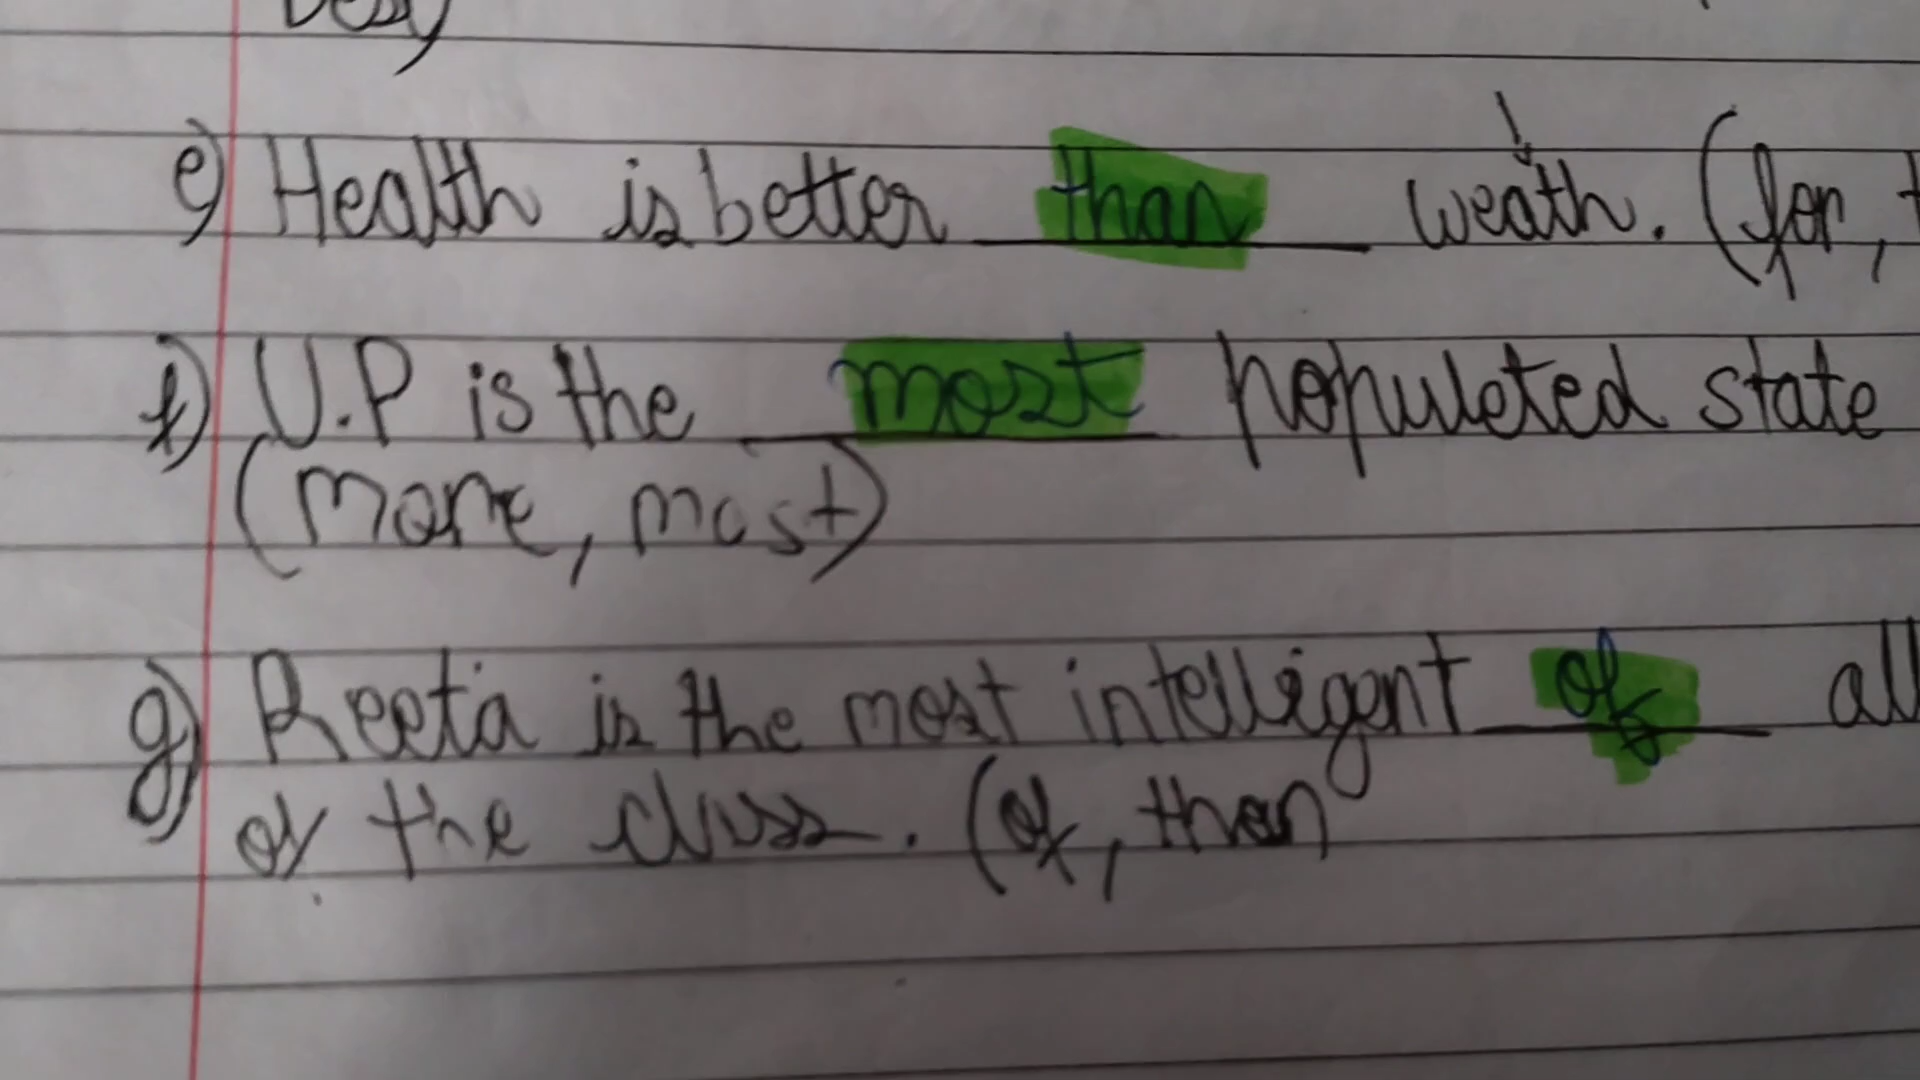 e) Health is better than weath. (for,
f) U.P is the most populeted state
(more, most)
g) Reeta is the most intelligent of all
of the class. (of, then